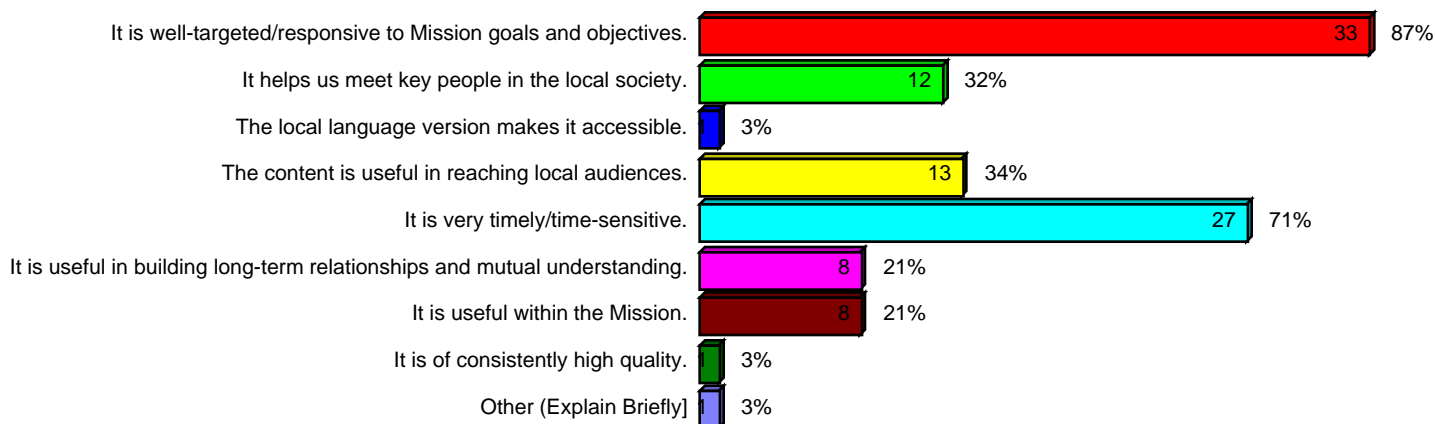 It is well-targeted/responsive to Mission goals and objectives. 33 87%
It helps us meet key people in the local society. 12 32%
The local language version makes it accessible. 1 3%
The content is useful in reaching local audiences. 13 34%
It is very timely/time-sensitive. 27 71%
It is useful in building long-term relationships and mutual understanding. 8 21%
It is useful within the Mission. 8 21%
It is of consistently high quality. 1 3%
Other (Explain Briefly] 1 3%